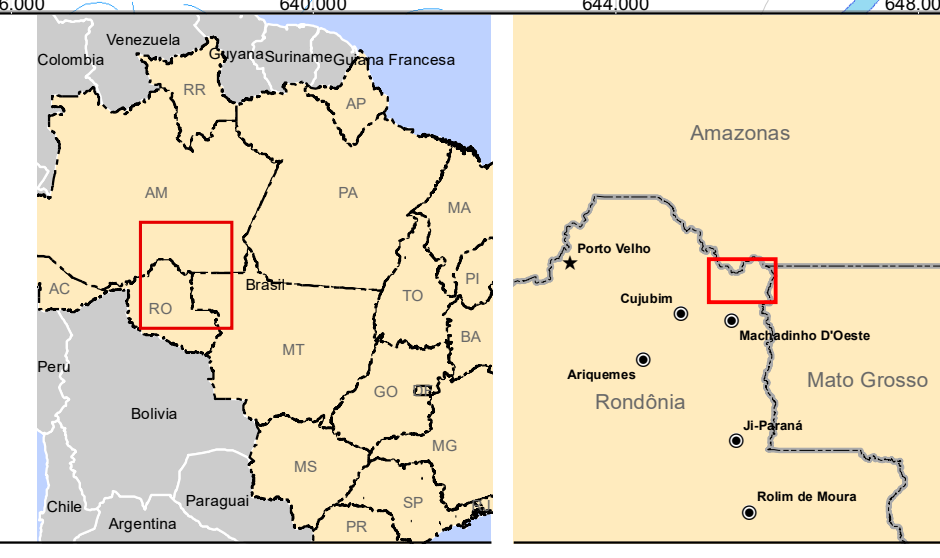 6,000
640,000
644,000
648,0
Venezuela
Colombia
Guyana
Suriname
Guiana Francesa
RR
AP
AM
PA
MA
Brasil
PI
AC
RO
TO
MT
BA
Peru
GO
DF
Bolivia
MG
MS
Chile
Paraguai
SP
Argentina
PR
Amazonas
Porto Velho
Cujubim
Machadinho D'Oeste
Ariquemes
Mato Grosso
Rondônia
Ji-Paraná
Rolim de Moura